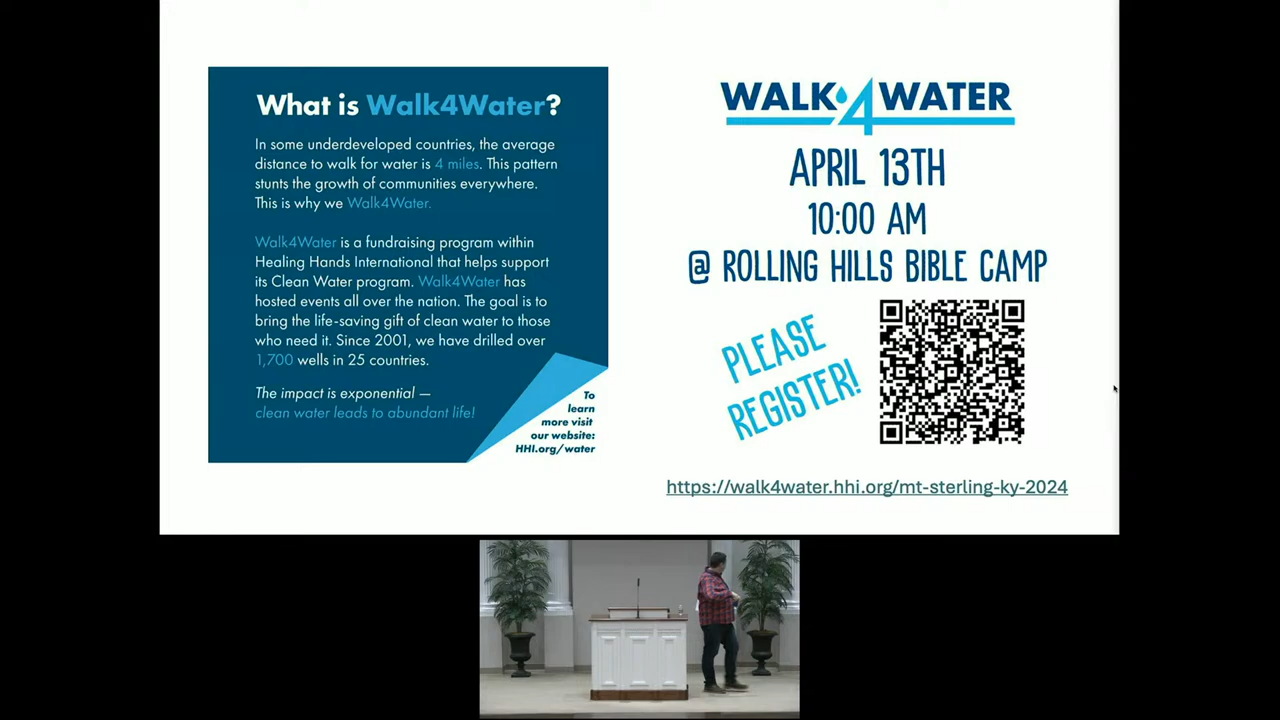 What is Walk4Water?
In some underdeveloped countries, the average
distance to walk for water is 4 miles. This pattern
stunts the growth of communities everywhere.
This is why we Walk4Water.
Walk4Water is a fundraising program within
Healing Hands International that helps support
its Clean Water program. Walk4Water has
hosted events all over the nation. The goal is to
bring the life-saving gift of clean water to those
who need it. Since 2001, we have drilled over
1,700 wells in 25 countries.
The impact is exponential —
clean water leads to abundant life!
To
learn
more visit
our website:
HHI.org/water
WALK 4 WATER
APRIL 13TH
10:00 AM
@ ROLLING HILLS BIBLE CAMP
PLEASE
REGISTER!
https://walk4water.hhi.org/mt-sterling-ky-2024